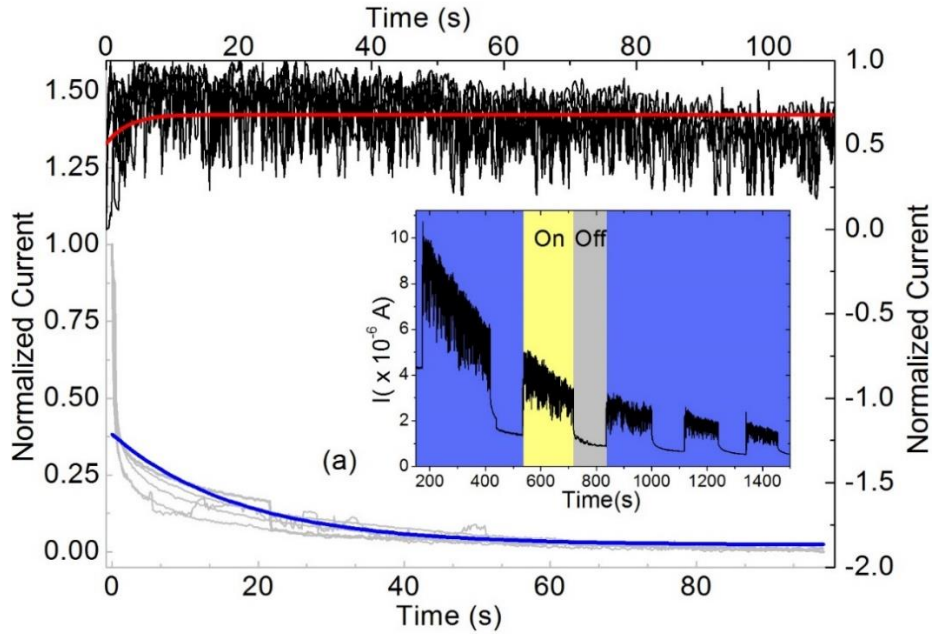 Time (s)
0 20 40 60 80 100
1.50 1.25 1.00 0.75 0.50 0.25 0.00
Normalized Current
1.0 0.5 0.0 -0.5 -1.0 -1.5 -2.0
Normalized Current
On Off
10 8 6 4 2 0
I( x 10⁻⁶ A)
200 400 600 800 1000 1200 1400
Time(s)
(a)
0 20 40 60 80
Time (s)